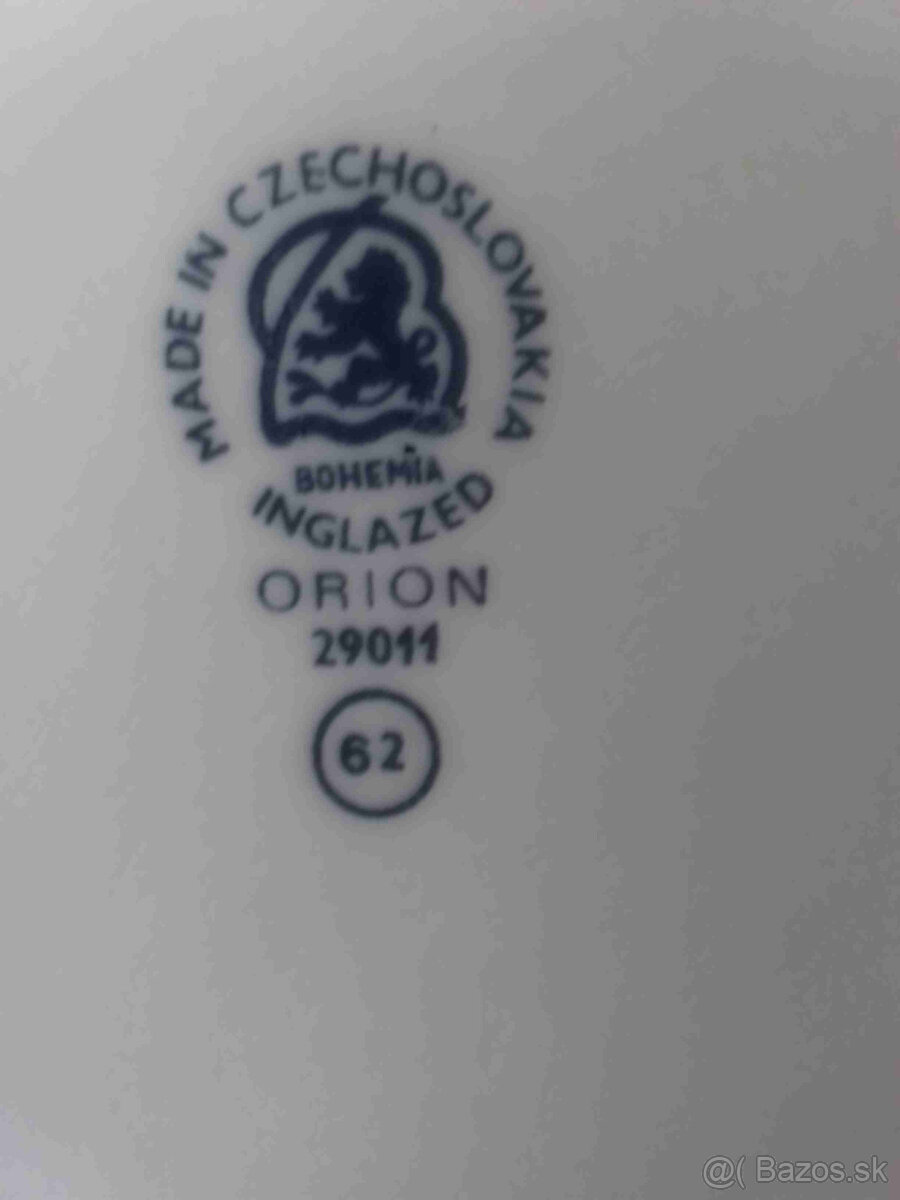 MADE IN CZECHOSLOVAKIA
BOHEMIA
INGLAZED
ORION
29011
62
@( Bazos.sk